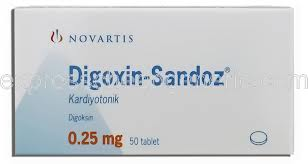 NOVARTIS
Digoxin-Sandoz®
Kardiyotonik
Digoksin
0.25 mg 50 tablet